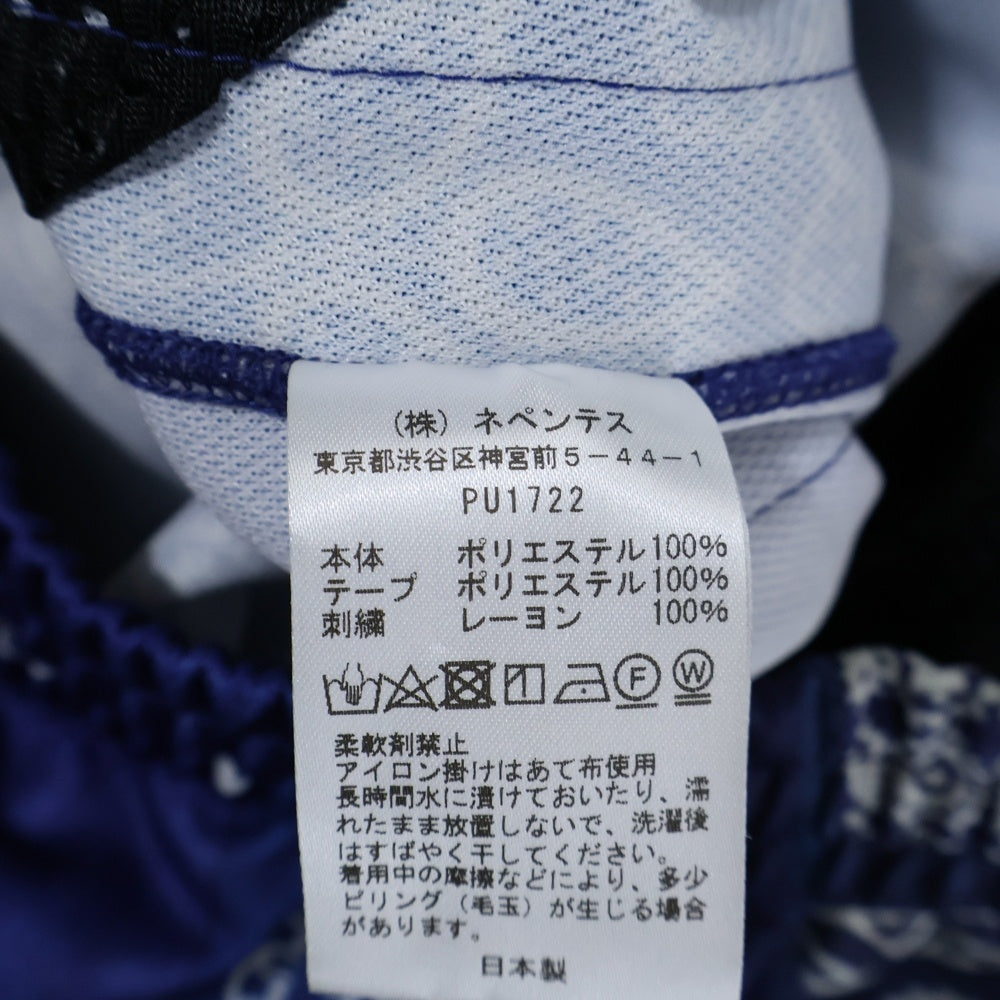 (株)ネペンテス
東京都渋谷区神宮前5-44-1
PU1722
本体 ポリエステル100%
テープ ポリエステル100%
刺繍 レーヨン 100%
F W
柔軟剤禁止
アイロン掛けはあて布使用
長時間水に漬けておいたり、濡
れたまま放置しないで、洗濯後
はすばやく干してください。
着用中の摩擦などにより、多少
ピリング(毛玉)が生じる場合
があります。
日本製